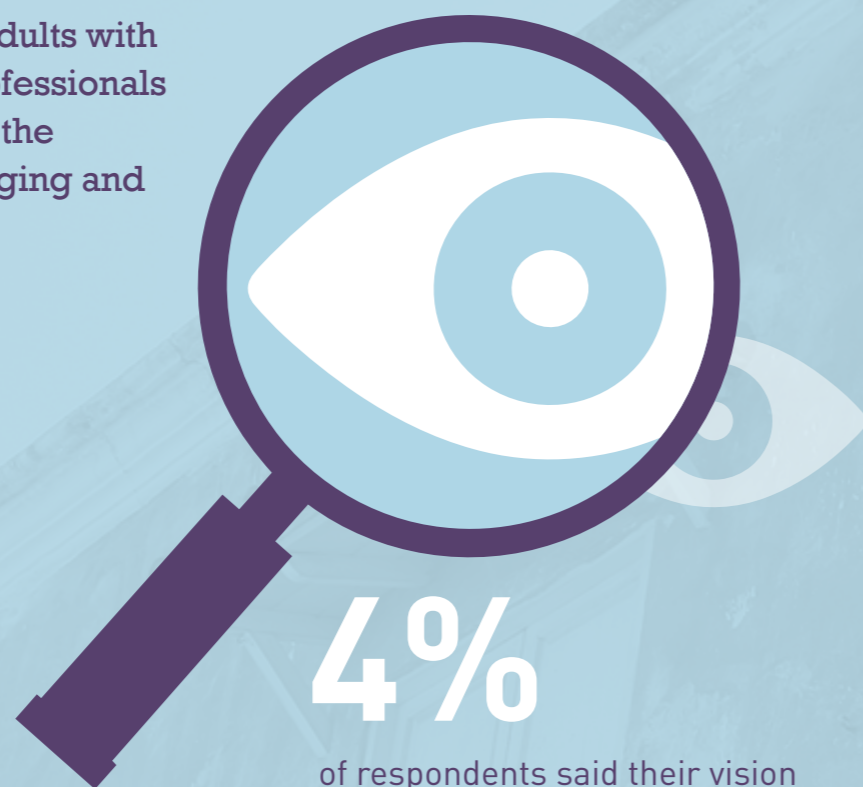 dults with
fessionals
the
ging and
4%
of respondents said their vision